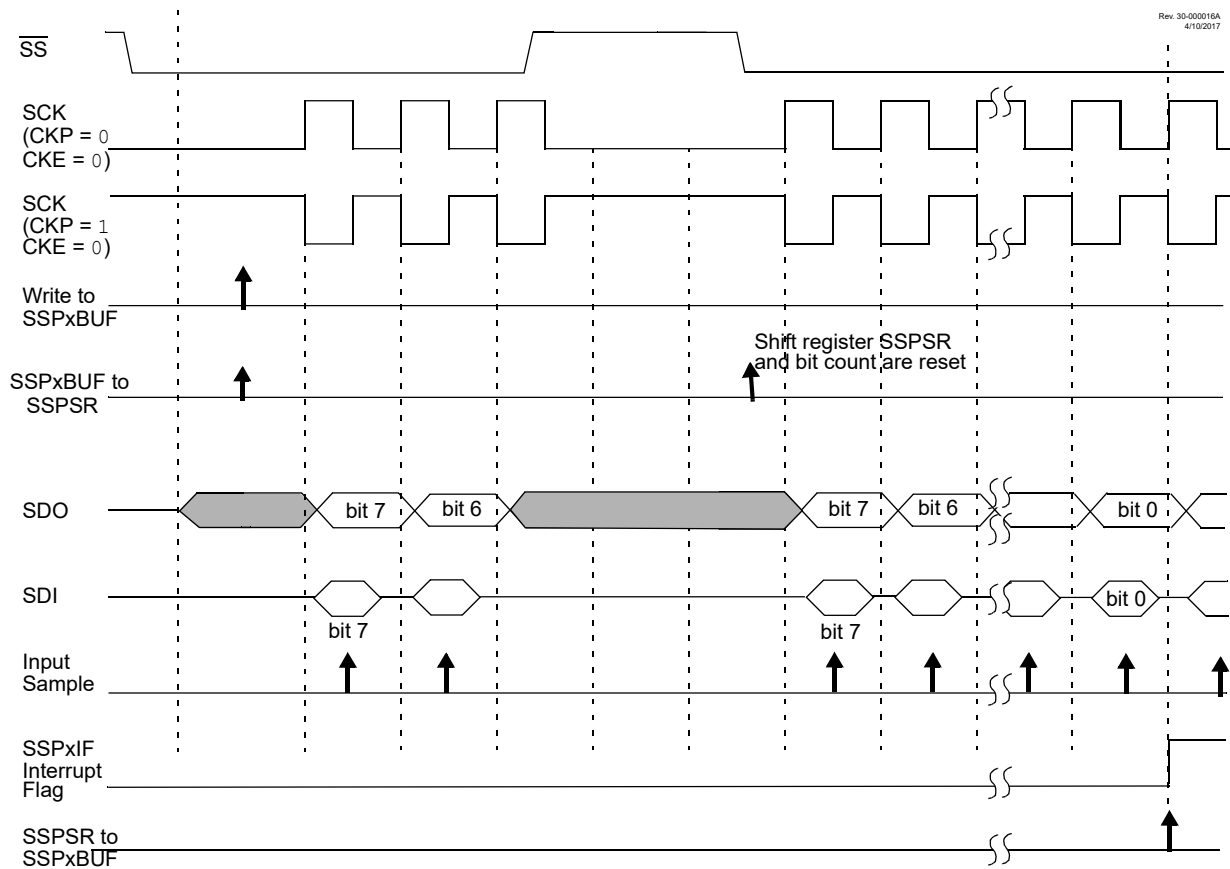 Rev. 30-000016A
4/10/2017
SS
SCK
(CKP = 0
CKE = 0)
SCK
(CKP = 1
CKE = 0)
Write to
SSPxBUF
Shift register SSPSR
and bit count are reset
SSPxBUF to
SSPSR
SDO
bit 7
bit 6
bit 7
bit 6
bit 0
SDI
bit 0
bit 7
bit 7
Input
Sample
SSPxIF
Interrupt
Flag
SSPSR to
SSPxBUF